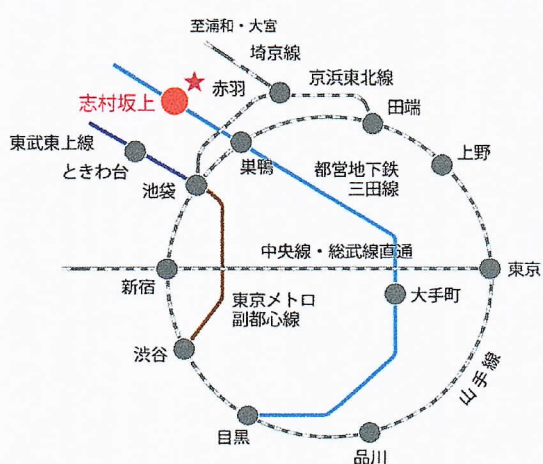 至浦和・大宮
埼京線
京浜東北線
赤羽
志村坂上
田端
東武東上線
ときわ台
巣鴨
上野
都営地下鉄
三田線
池袋
中央線・総武線直通
新宿
東京
東京メトロ
副都心線
大手町
渋谷
山手線
目黒
品川